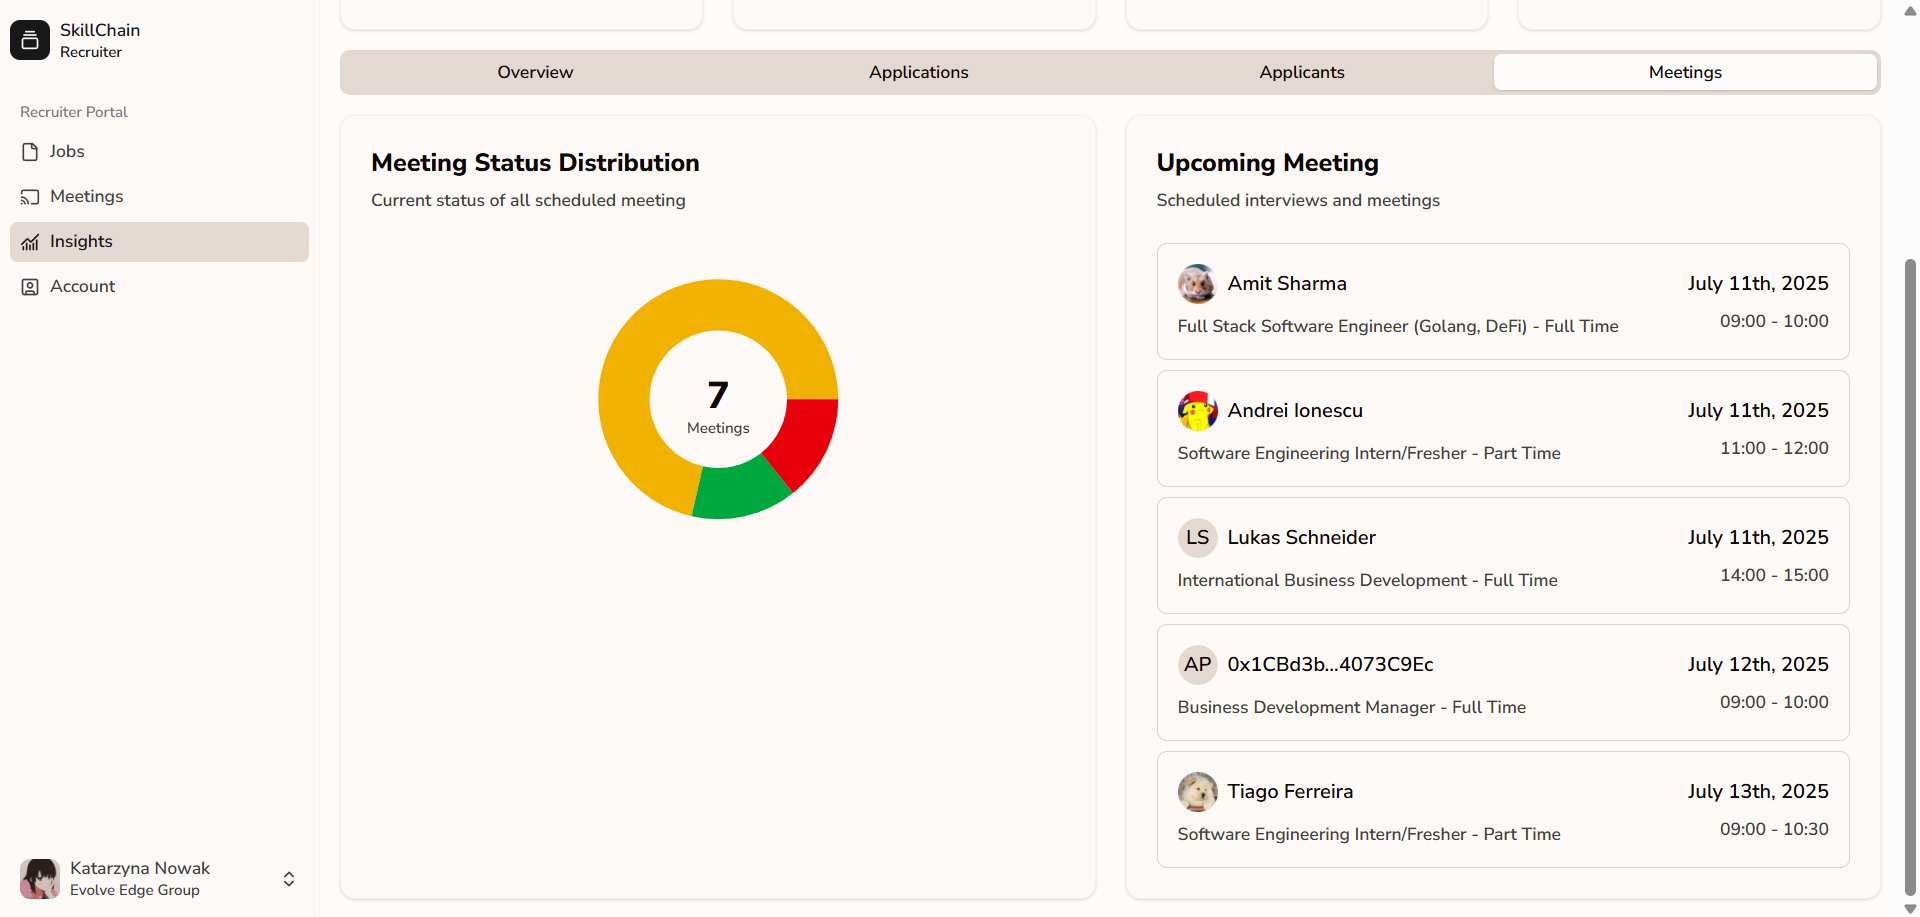 SkillChain
Recruiter
Recruiter Portal
Jobs
Meetings
Insights
Account
Katarzyna Nowak
Evolve Edge Group
Overview
Applications
Applicants
Meetings
Meeting Status Distribution
Current status of all scheduled meeting
7
Meetings
Upcoming Meeting
Scheduled interviews and meetings
Amit Sharma
July 11th, 2025
Full Stack Software Engineer (Golang, DeFi) - Full Time
09:00 - 10:00
Andrei Ionescu
July 11th, 2025
Software Engineering Intern/Fresher - Part Time
11:00 - 12:00
LS
Lukas Schneider
July 11th, 2025
International Business Development - Full Time
14:00 - 15:00
AP
0x1CBd3b...4073C9Ec
July 12th, 2025
Business Development Manager - Full Time
09:00 - 10:00
Tiago Ferreira
July 13th, 2025
Software Engineering Intern/Fresher - Part Time
09:00 - 10:30